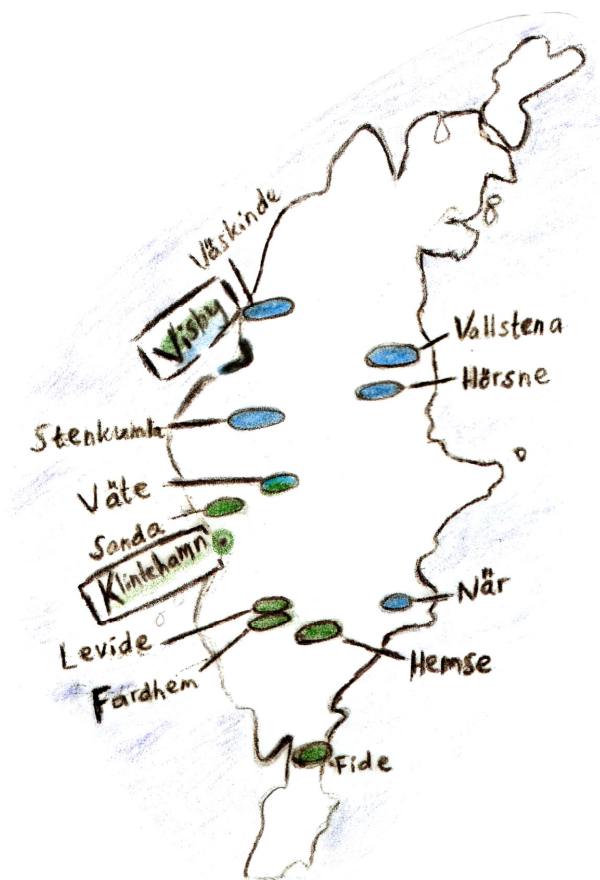 Väskinde
Visby
Vallstena
Hörsne
Stenkumla
Väte
Sanda
Klintehamn
När
Levide
Hemse
Fardhem
Fide